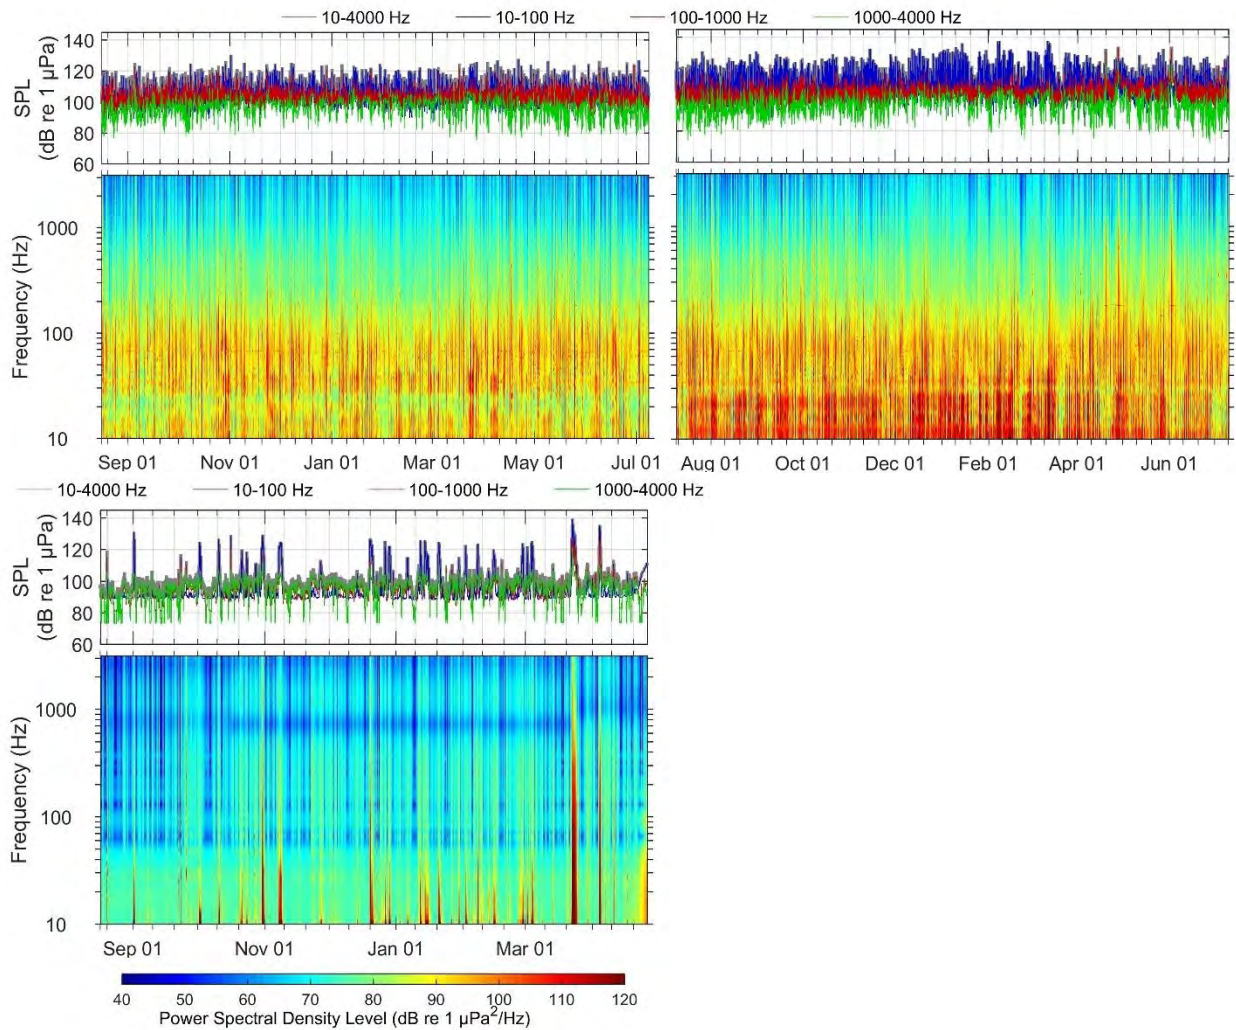 10-4000 Hz 10-100 Hz 100-1000 Hz 1000-4000 Hz
140
120
100
80
60
SPL
(dB re 1 µPa)
1000
100
10
Frequency (Hz)
Sep 01 Nov 01 Jan 01 Mar 01 May 01 Jul 01
Aug 01 Oct 01 Dec 01 Feb 01 Apr 01 Jun 01
10-4000 Hz 10-100 Hz 100-1000 Hz 1000-4000 Hz
140
120
100
80
60
SPL
(dB re 1 µPa)
1000
100
10
Frequency (Hz)
Sep 01 Nov 01 Jan 01 Mar 01
40 50 60 70 80 90 100 110 120
Power Spectral Density Level (dB re 1 µPa²/Hz)